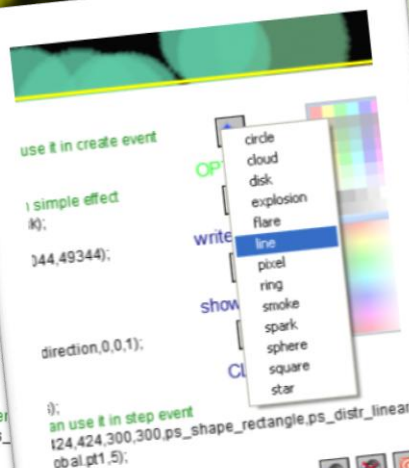 use it in create event
circle
cloud
OP
disk
simple effect
explosion
k);
flare
044,49344);
write
line
pixel
ring
show
smoke
direction,0,0,1);
spark
sphere
CL
square
);
star
an use it in step event
424,424,300,300,ps_shape_rectangle,ps_distr_linear
obal.pt1,5);